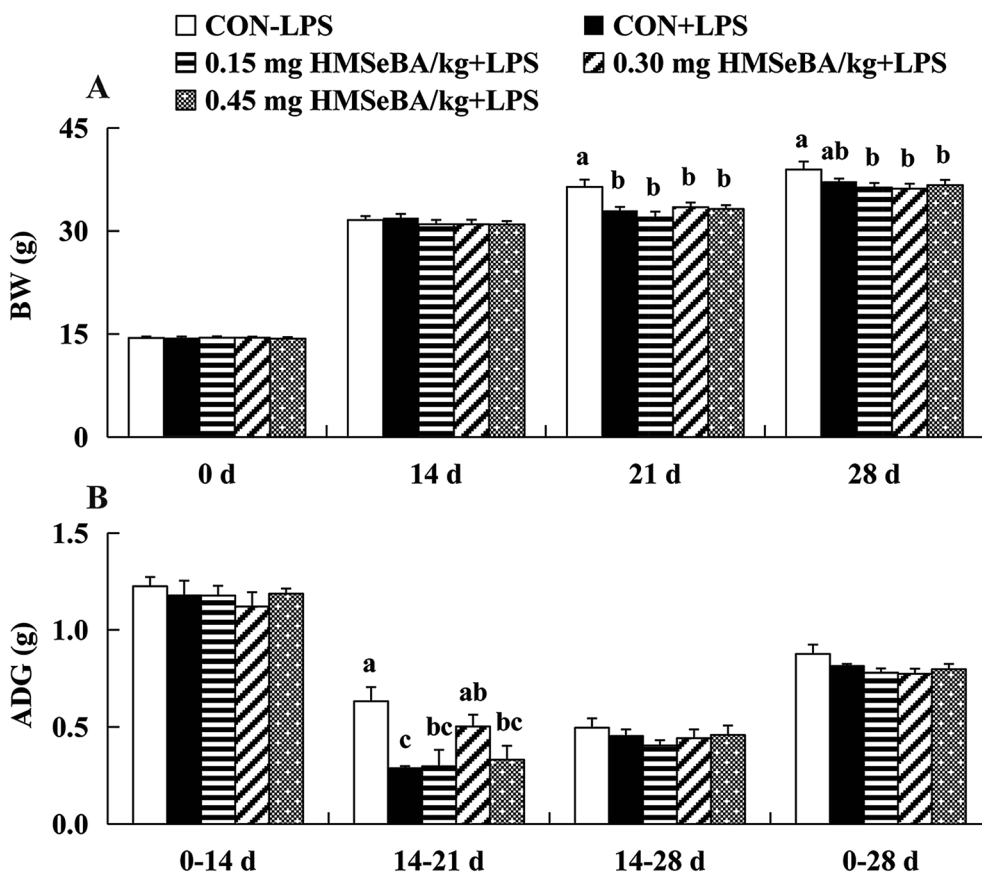 CON-LPS CON+LPS
0.15 mg HMSeBA/kg+LPS 0.30 mg HMSeBA/kg+LPS
0.45 mg HMSeBA/kg+LPS
A
45
30
15
0
BW (g)
a b b b b
a ab b b b
0 d 14 d 21 d 28 d
B
1.5
1.0
0.5
0.0
ADG (g)
a c bc ab bc
0-14 d 14-21 d 14-28 d 0-28 d